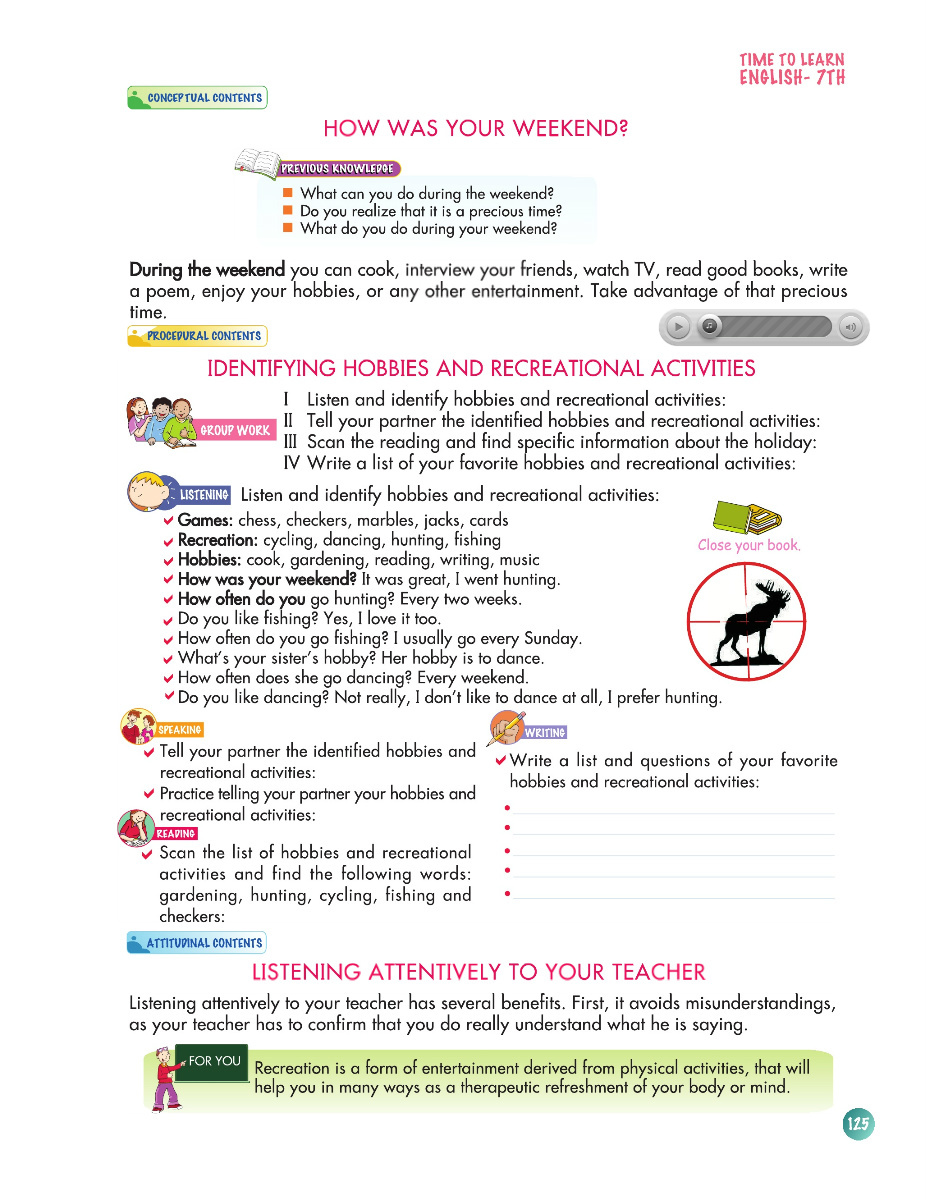 TIME TO LEARN
ENGLISH- 7TH
CONCEPTUAL CONTENTS
HOW WAS YOUR WEEKEND?
PREVIOUS KNOWLEDGE
What can you do during the weekend?
Do you realize that it is a precious time?
What do you do during your weekend?
During the weekend you can cook, interview your friends, watch TV, read good books, write
a poem, enjoy your hobbies, or any other entertainment. Take advantage of that precious
time.
PROCEDURAL CONTENTS
IDENTIFYING HOBBIES AND RECREATIONAL ACTIVITIES
GROUP WORK
I Listen and identify hobbies and recreational activities:
II Tell your partner the identified hobbies and recreational activities:
III Scan the reading and find specific information about the holiday:
IV Write a list of your favorite hobbies and recreational activities:
LISTENING Listen and identify hobbies and recreational activities:
Games: chess, checkers, marbles, jacks, cards
Recreation: cycling, dancing, hunting, fishing
Hobbies: cook, gardening, reading, writing, music
How was your weekend? It was great, I went hunting.
How often do you go hunting? Every two weeks.
Do you like fishing? Yes, I love it too.
How often do you go fishing? I usually go every Sunday.
What's your sister's hobby? Her hobby is to dance.
How often does she go dancing? Every weekend.
Do you like dancing? Not really, I don't like to dance at all, I prefer hunting.
Close your book.
SPEAKING
Tell your partner the identified hobbies and
recreational activities:
Practice telling your partner your hobbies and
recreational activities:
READING
Scan the list of hobbies and recreational
activities and find the following words:
gardening, hunting, cycling, fishing and
checkers:
WRITING
Write a list and questions of your favorite
hobbies and recreational activities:
ATTITUDINAL CONTENTS
LISTENING ATTENTIVELY TO YOUR TEACHER
Listening attentively to your teacher has several benefits. First, it avoids misunderstandings,
as your teacher has to confirm that you do really understand what he is saying.
FOR YOU
Recreation is a form of entertainment derived from physical activities, that will
help you in many ways as a therapeutic refreshment of your body or mind.
125